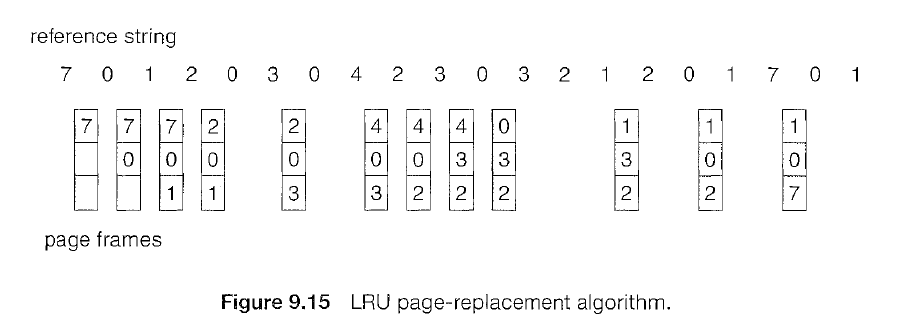 reference string
7 0 1 2 0 3 0 4 2 3 0 3 2 1 2 0 1 7 0 1
7 7 7 2 2 4 4 4 0 1 1 1
0 0 0 0 0 0 3 3 3 0 0
1 1 3 3 2 2 2 2 2 7
page frames
Figure 9.15 LRU page-replacement algorithm.